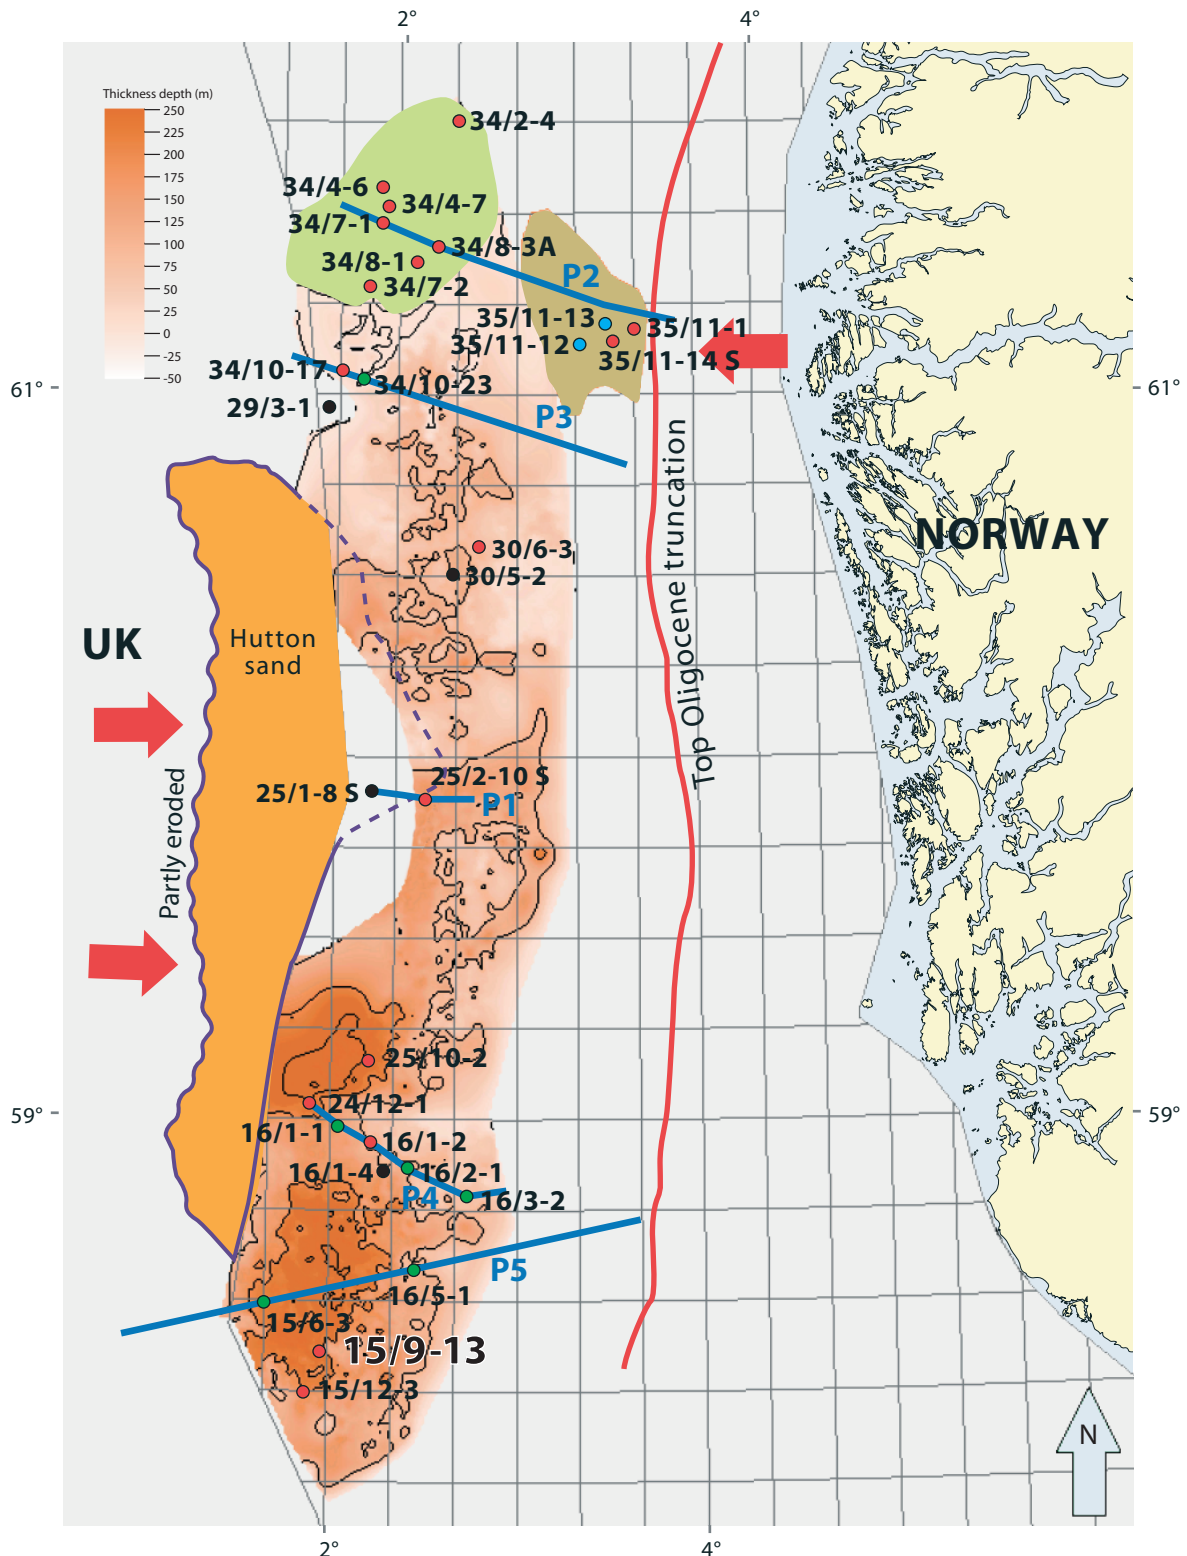 2°
4°
Thickness depth (m)
250
225
200
175
150
125
100
75
50
25
0
-25
-50
34/2-4
34/4-6
34/4-7
34/7-1
34/8-3A
34/8-1
34/7-2
P2
35/11-13
35/11-1
35/11-12
35/11-14 S
34/10-17
34/10-23
61°
61°
29/3-1
P3
Top Oligocene truncation
NORWAY
30/6-3
30/5-2
UK
Hutton
sand
25/2-10 S
25/1-8 S
P1
Partly eroded
25/10-2
24/12-1
59°
59°
16/1-1
16/1-2
16/1-4
16/2-1
P4
16/3-2
P5
16/5-1
15/6-3
15/9-13
15/12-3
N
2°
4°